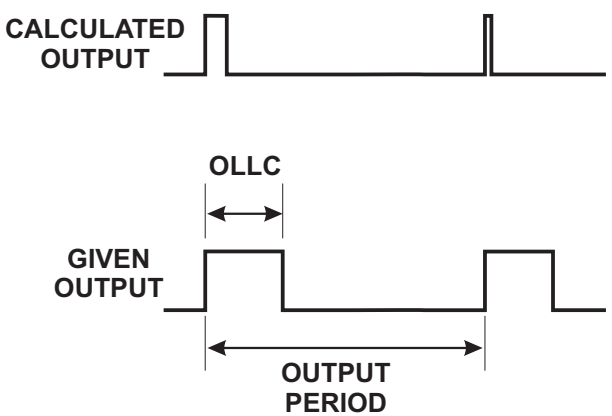 CALCULATED
OUTPUT
OLLC
GIVEN
OUTPUT
OUTPUT
PERIOD